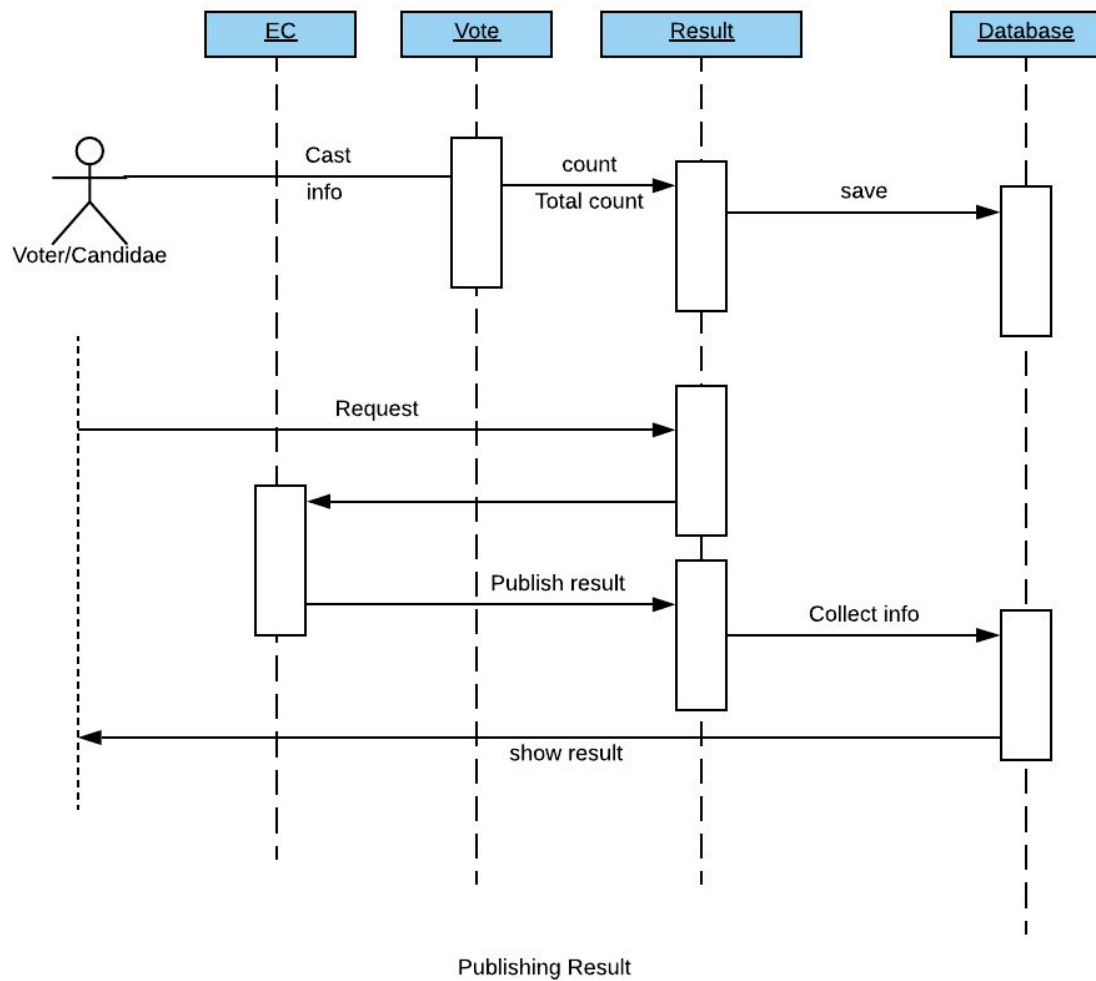 EC
Vote
Result
Database
Cast
info
count
Total count
save
Voter/Candidae
Request
Publish result
Collect info
show result
Publishing Result